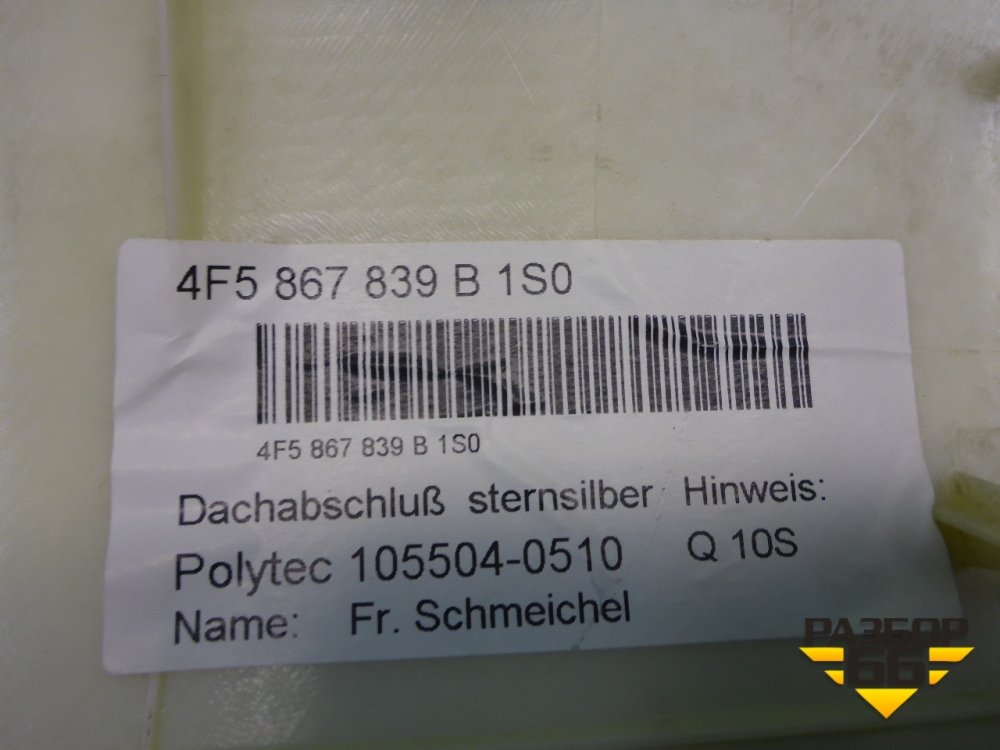 4F5 867 839 B 1S0
4F5 867 839 B 1S0
Dachabschluß sternsilber Hinweis:
Polytec 105504-0510 Q 10S
Name: Fr. Schmeichel
РАЗБОР
66